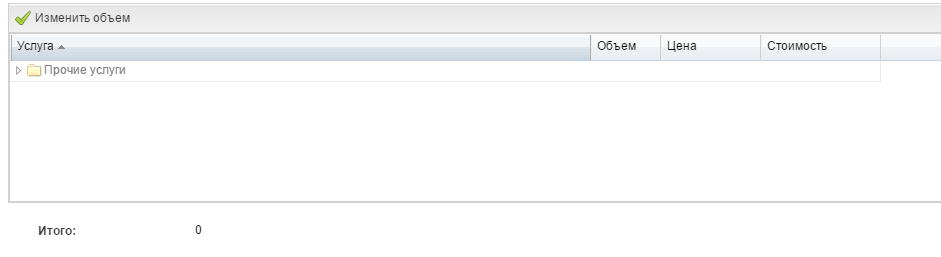 Изменить объем
Услуга Объем Цена Стоимость
Прочие услуги
Итого: 0